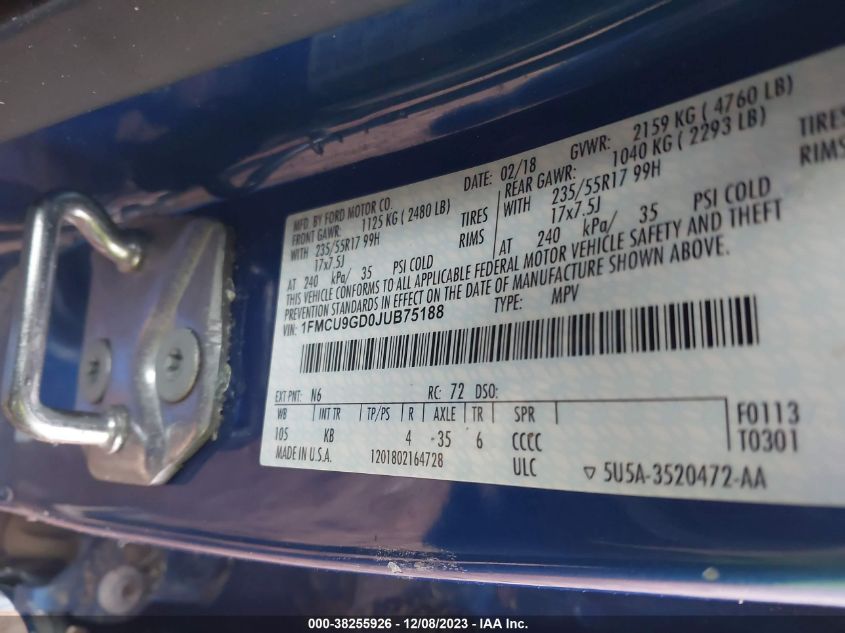 MFD. BY FORD MOTOR CO. DATE: 02/18 GVWR: 2159 KG ( 4760 LB)
FRONT GAWR: 1125 KG ( 2480 LB) REAR GAWR: 1040 KG ( 2293 LB)
WITH 235/55R17 99H TIRES WITH 235/55R17 99H TIRES
17x7.5J RIMS 17x7.5J RIMS
AT 240 kPa/ 35 PSI COLD AT 240 kPa/ 35 PSI COLD
THIS VEHICLE CONFORMS TO ALL APPLICABLE FEDERAL MOTOR VEHICLE SAFETY AND THEFT
PREVENTION STANDARDS IN EFFECT ON THE DATE OF MANUFACTURE SHOWN ABOVE.
VIN: 1FMCU9GD0JUB75188 TYPE: MPV
EXT PNT: N6 RC: 72 DSO:
WB INT TR TP/PS R AXLE TR SPR F0113
105 KB 4 -35 6 CCCC T0301
MADE IN U.S.A. 1201802164728 ULC ▽ 5U5A-3520472-AA
000-38255926 - 12/08/2023 - IAA Inc.